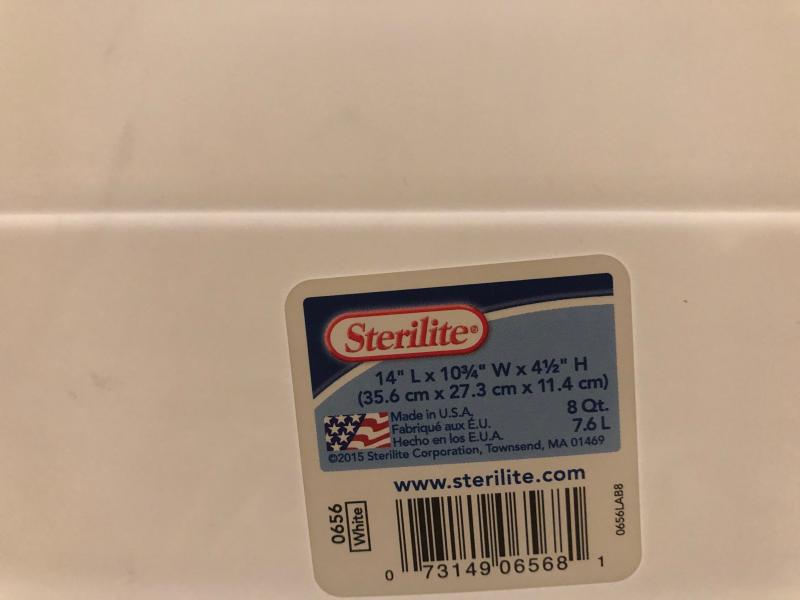 Sterilite®
14" L x 10¾" W x 4½" H
(35.6 cm x 27.3 cm x 11.4 cm)
8 Qt.
7.6 L
Made in U.S.A.
Fabriqué aux É.U.
Hecho en los E.U.A.
©2015 Sterilite Corporation, Townsend, MA 01469
www.sterilite.com
0656
White
0656LAB8
0 73149 06568 1